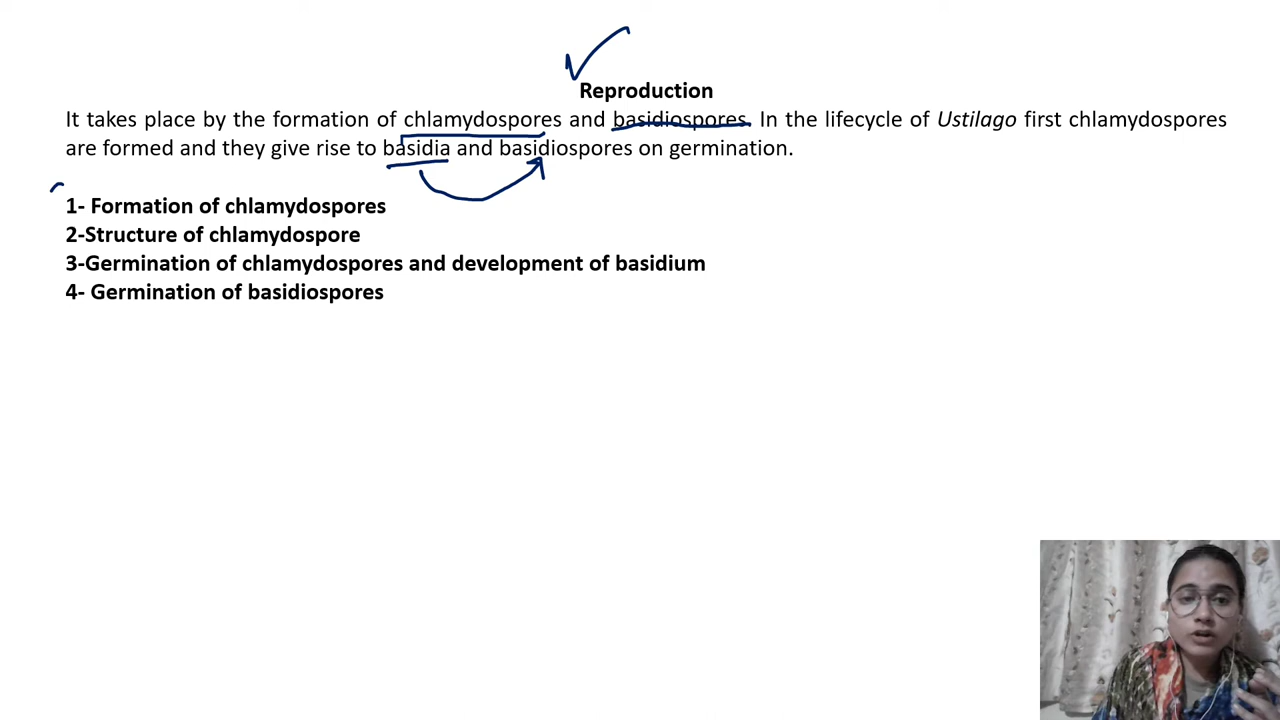 Reproduction
It takes place by the formation of chlamydospores and basidiospores. In the lifecycle of Ustilago first chlamydospores
are formed and they give rise to basidia and basidiospores on germination.
1- Formation of chlamydospores
2-Structure of chlamydospore
3-Germination of chlamydospores and development of basidium
4- Germination of basidiospores